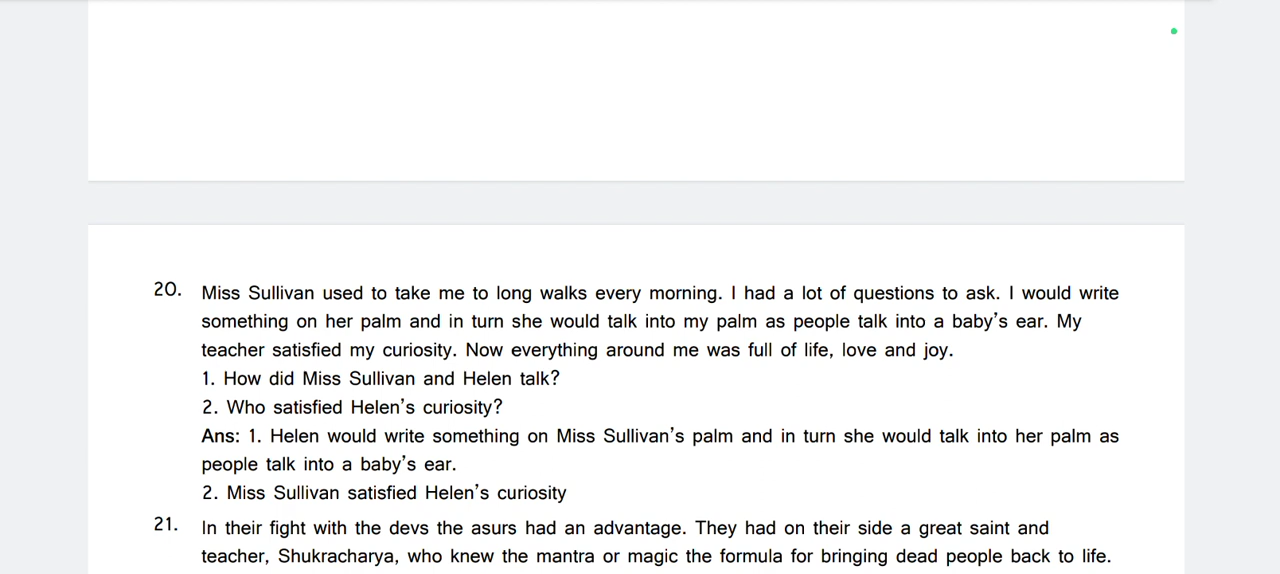 20. Miss Sullivan used to take me to long walks every morning. I had a lot of questions to ask. I would write
something on her palm and in turn she would talk into my palm as people talk into a baby's ear. My
teacher satisfied my curiosity. Now everything around me was full of life, love and joy.
1. How did Miss Sullivan and Helen talk?
2. Who satisfied Helen's curiosity?
Ans: 1. Helen would write something on Miss Sullivan's palm and in turn she would talk into her palm as
people talk into a baby's ear.
2. Miss Sullivan satisfied Helen's curiosity
21. In their fight with the devs the asurs had an advantage. They had on their side a great saint and
teacher, Shukracharya, who knew the mantra or magic the formula for bringing dead people back to life.